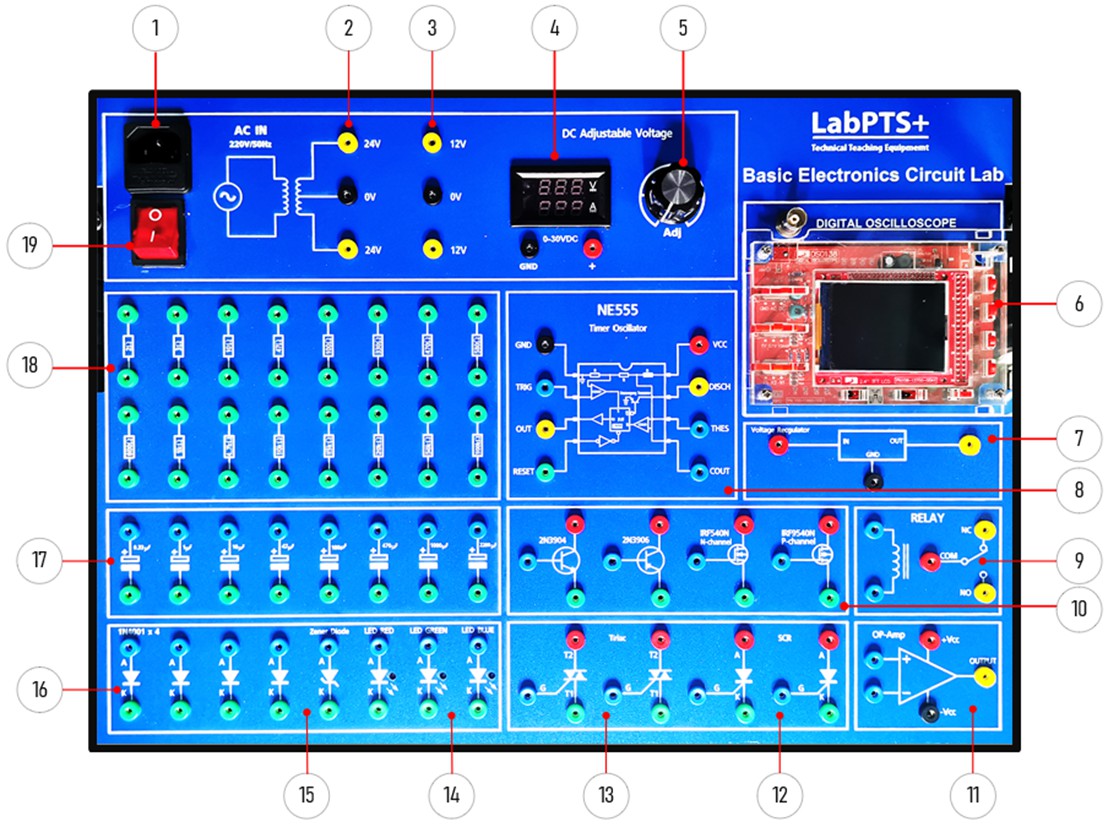 1
2
3
4
5
6
7
8
9
10
11
12
13
14
15
16
17
18
19
AC IN
220V/50Hz
24V
0V
24V
12V
0V
12V
DC Adjustable Voltage
V
A
0-30VDC
GND
+
Adj
LabPTS+
Technical Teaching Equipememt
Basic Electronics Circuit Lab
DIGITAL OSCILLOSCOPE
DSO138
NE555
Timer Oscillator
GND
VCC
TRIG
DISCH
OUT
THES
RESET
COUT
Voltage Regulator
IN
OUT
GND
2N3904
2N3906
IRF540N
N-channel
IRF9540N
P-channel
RELAY
NC
COM
NO
1N4001 x 4
Zener Diode
LED RED
LED GREEN
LED BLUE
A
K
A
K
A
K
A
K
A
K
A
K
A
K
A
K
Triac
T2
G
T1
T2
G
T1
SCR
A
G
K
A
G
K
OP-Amp
+Vcc
OUTPUT
-Vcc